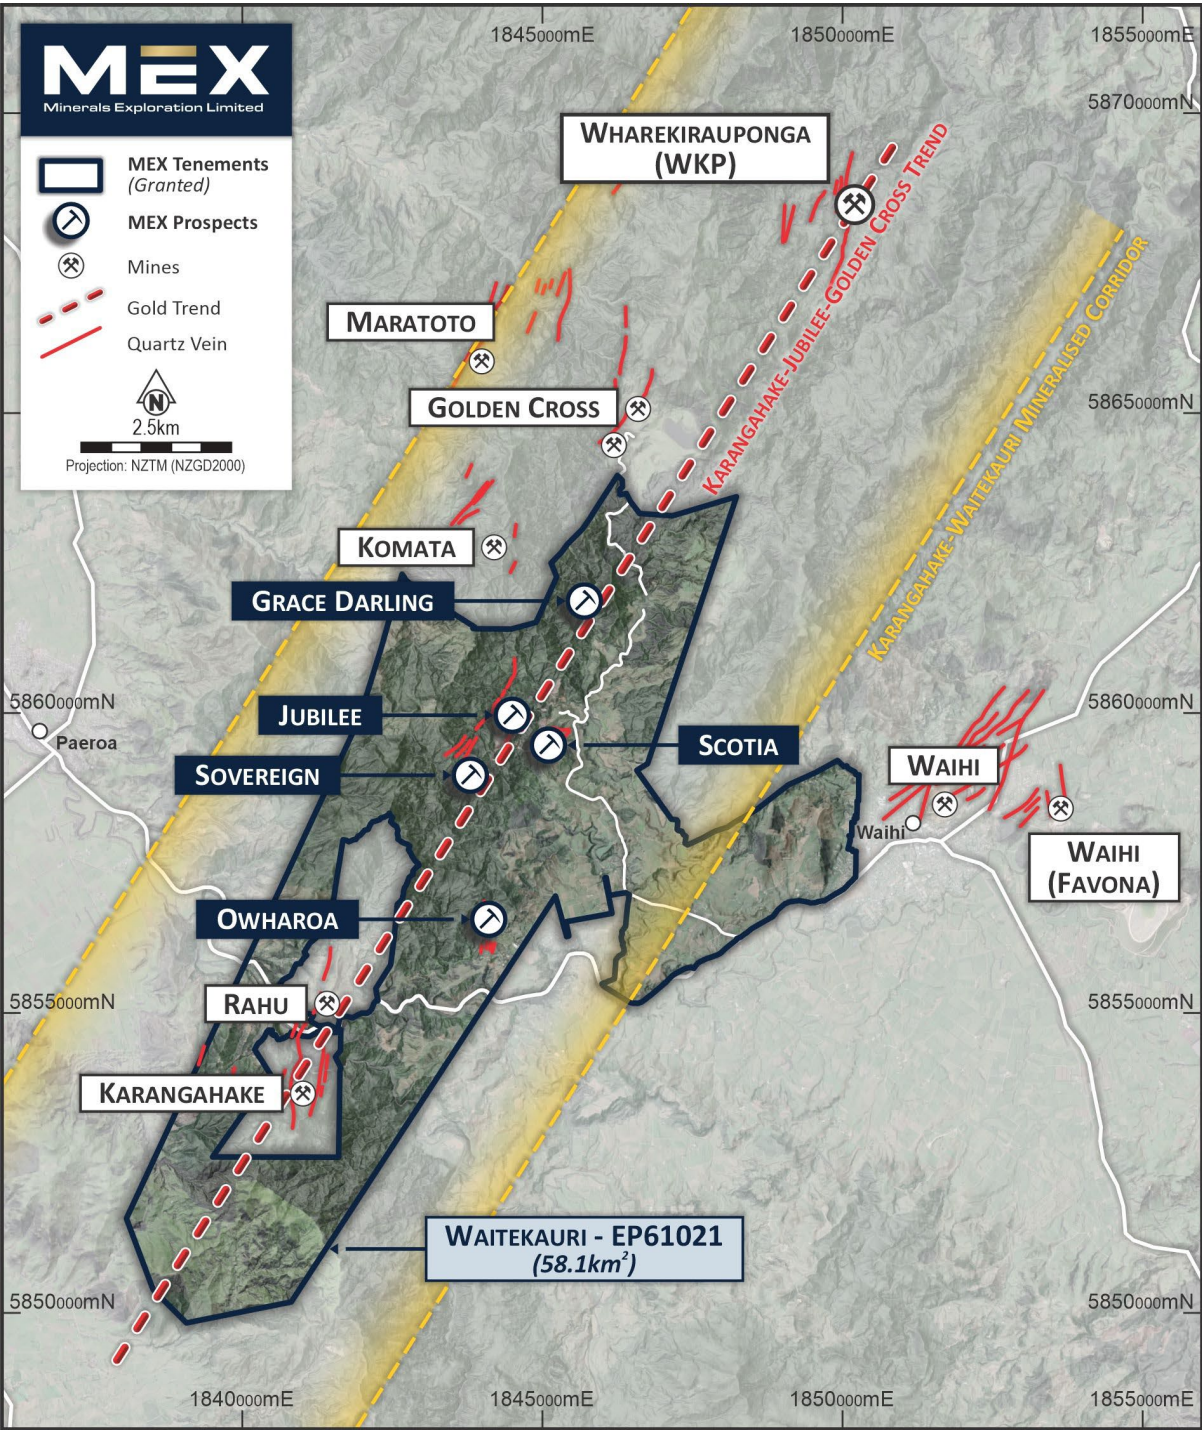 1845000mE
1850000mE
1855000mE
MEX
Minerals Exploration Limited
MEX Tenements
(Granted)
MEX Prospects
Mines
Gold Trend
Quartz Vein
N
2.5km
Projection: NZTM (NZGD2000)
5870000mN
WHAREKIRAUPONGA
(WKP)
KARANGAHAKE-JUBILEE-GOLDEN CROSS TREND
KARANGAHAKE-WAITEKAURI MINERALISED CORRIDOR
MARATOTO
GOLDEN CROSS
5865000mN
KOMATA
GRACE DARLING
5860000mN
5860000mN
JUBILEE
Paeroa
SCOTIA
SOVEREIGN
WAIHI
Waihi
WAIHI
(FAVONA)
OWHAROA
5855000mN
5855000mN
RAHU
KARANGAHAKE
WAITEKAURI - EP61021
(58.1km²)
5850000mN
5850000mN
1840000mE
1845000mE
1850000mE
1855000mE